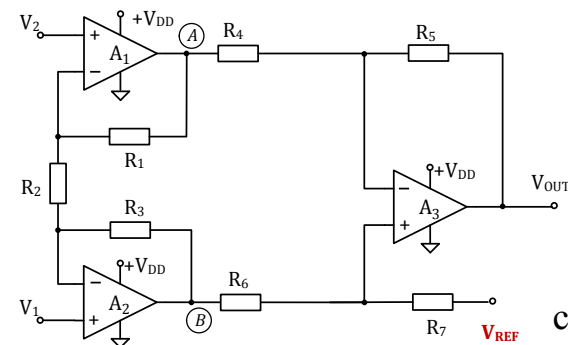 V2
+VDD
A1
A
R4
R5
R1
R2
R3
+VDD
A3
VOUT
+VDD
A2
B
R6
V1
R7
VREF
c